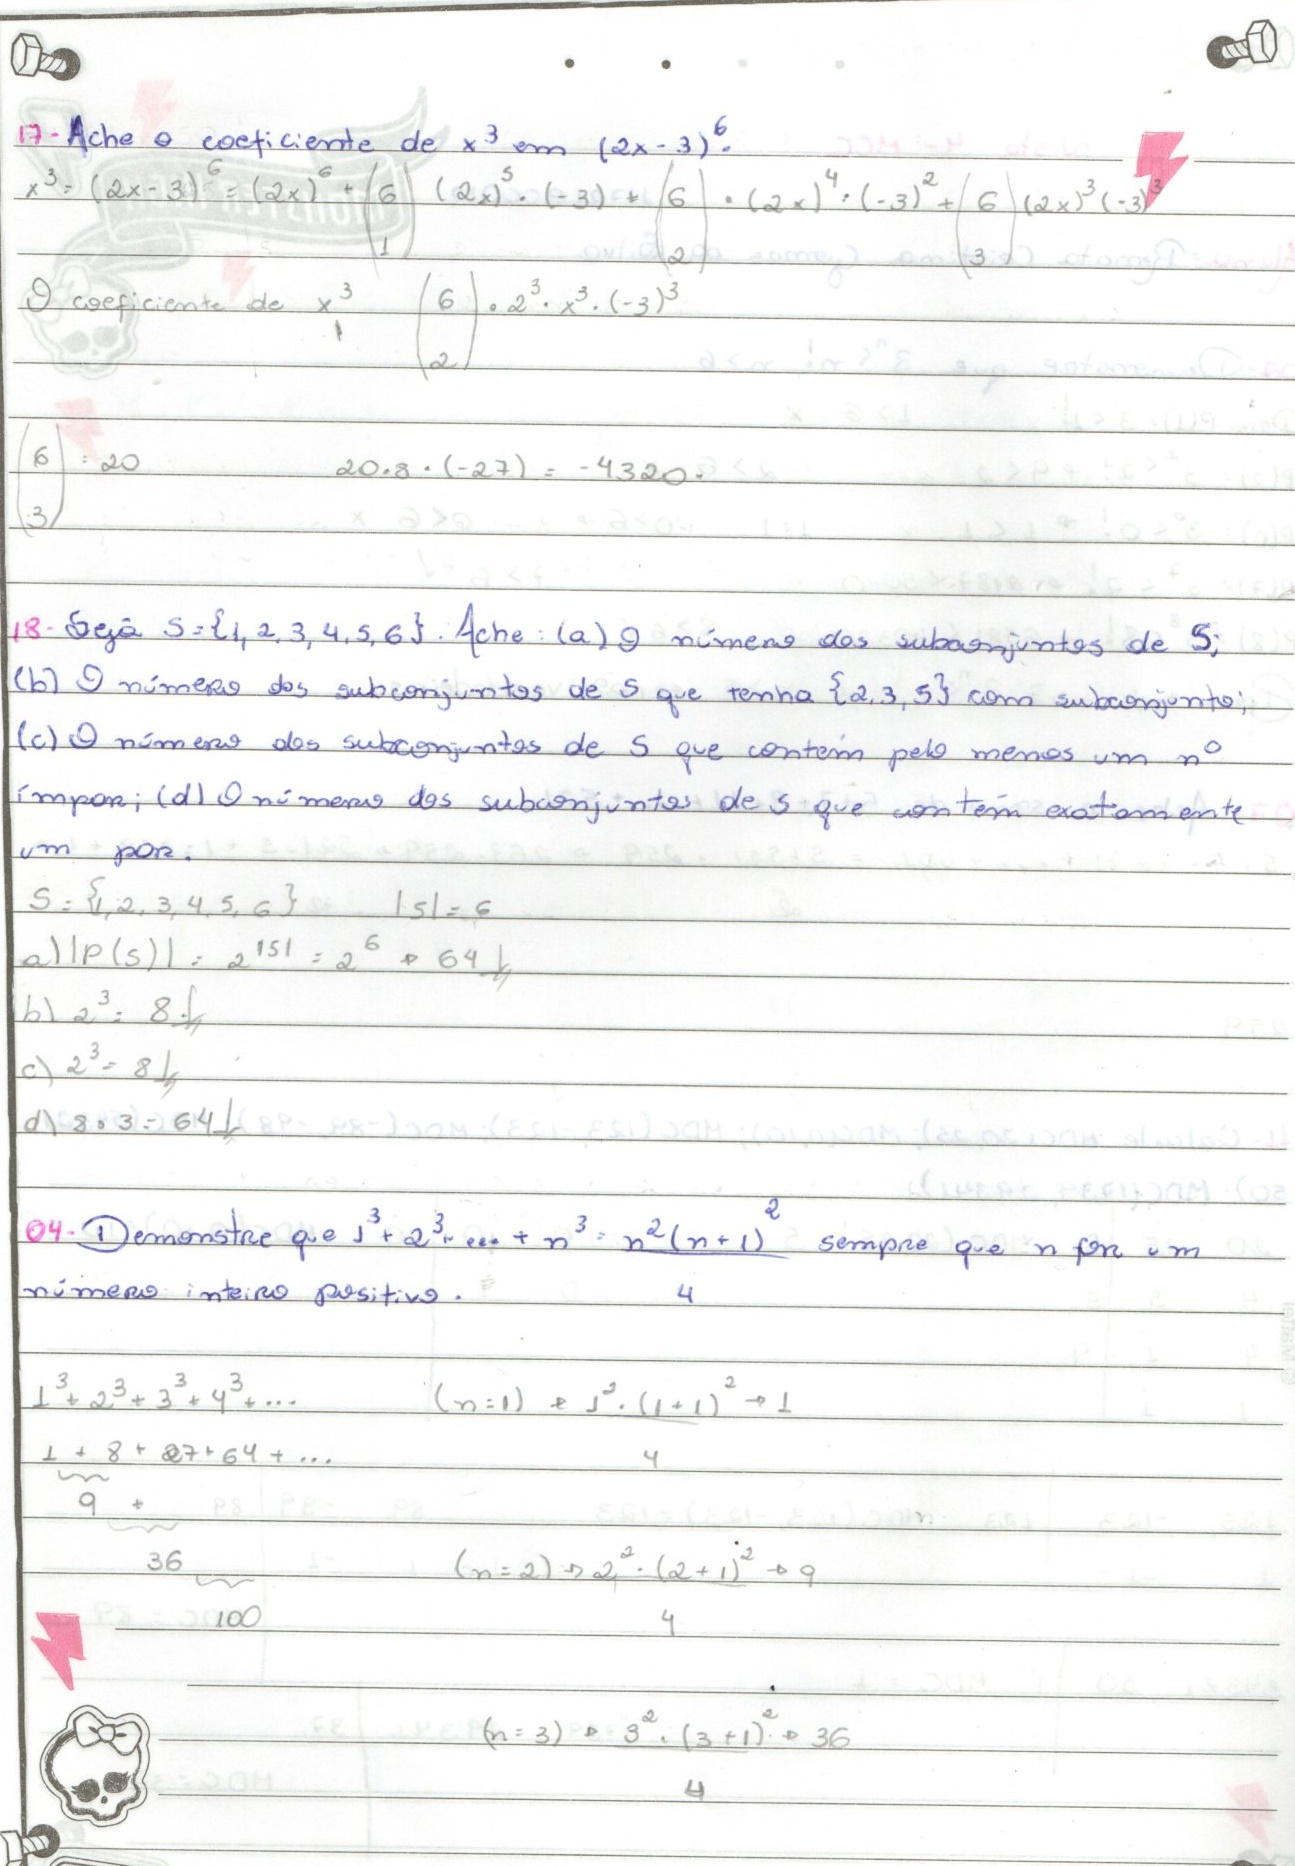 17- Ache o coeficiente de x³ em (2x - 3)⁶.
x³ = (2x - 3)⁶ = (2x)⁶ + (6 1) (2x)⁵ · (-3) + (6 2) · (2x)⁴ · (-3)² + (6 3) (2x)³ (-3)³
O coeficiente de x³ (6 2) · 2³ · x³ · (-3)³
(6 3) = 20 20·8·(-27) = -4320.
18- Seja S={1, 2, 3, 4, 5, 6}. Ache: (a) O número dos subconjuntos de S;
(b) O número dos subconjuntos de S que tenha {2, 3, 5} com subconjunto;
(c) O número dos subconjuntos de S que contém pelo menos um nº
ímpar; (d) O número dos subconjuntos de S que contém exatamente
um par.
S = {1, 2, 3, 4, 5, 6} |S| = 6
a) |P(S)| = 2^|S| = 2⁶ → 64
b) 2³ = 8
c) 2³ = 8
d) 8·3 = 64
04- Demonstre que 1³ + 2³ + ... + n³ = n²(n+1)² sempre que n for um
número inteiro positivo. 4
1³ + 2³ + 3³ + 4³ + ... (n=1) → 1² · (1+1)² → 1
1 + 8 + 27 + 64 + ... 4
9 +
36 (n=2) → 2² · (2+1)² → 9
100 4
(n=3) → 3² · (3+1)² → 36
4